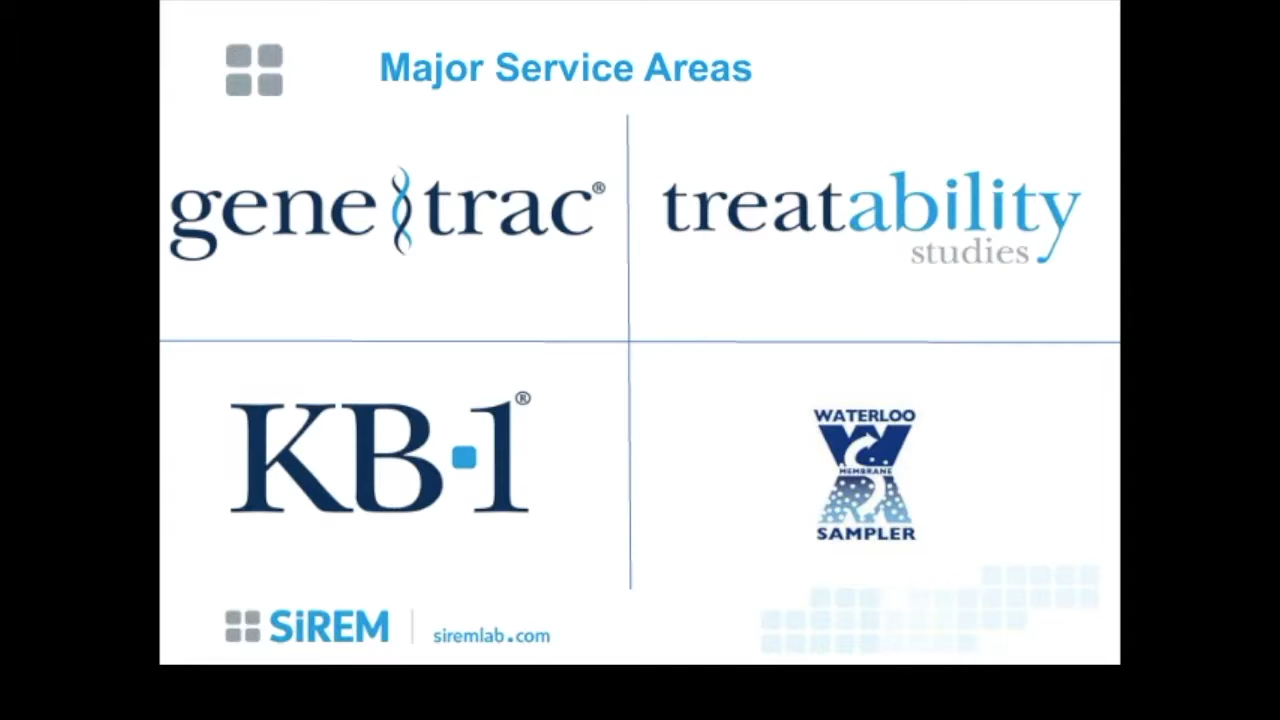 Major Service Areas
gene trac®
treatability
studies
KB·1®
WATERLOO
MEMBRANE
SAMPLER
SiREM
siremlab.com